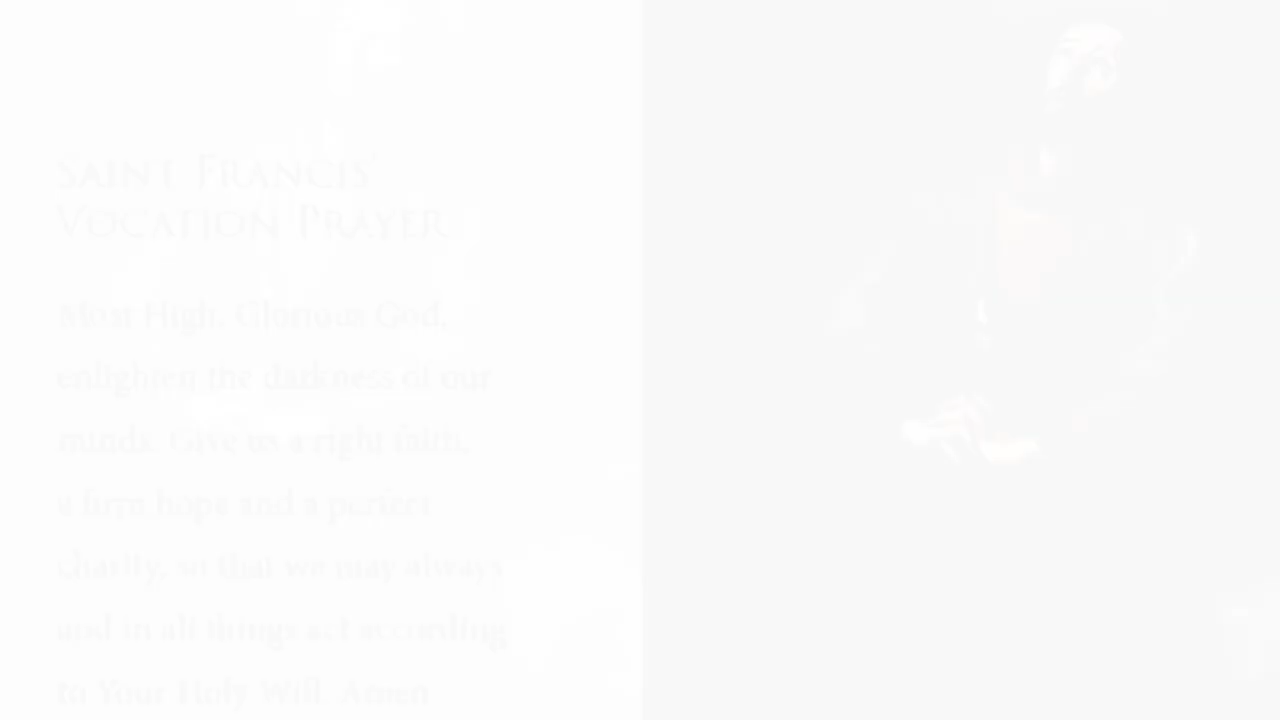 SAINT FRANCIS'
VOCATION PRAYER
Most High, Glorious God,
enlighten the darkness of our
minds. Give us a right faith,
a firm hope and a perfect
charity, so that we may always
and in all things act according
to Your Holy Will. Amen